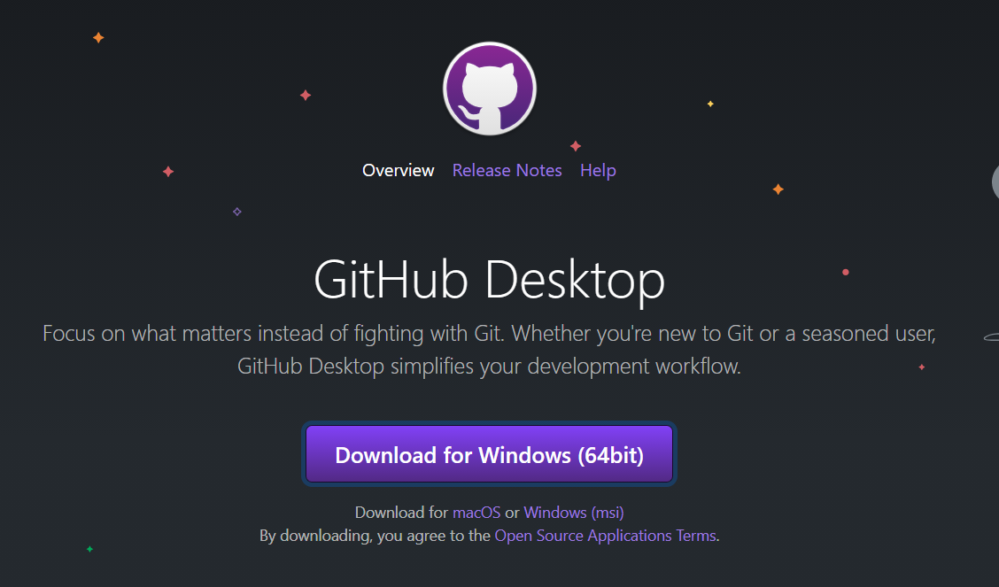 Overview Release Notes Help
GitHub Desktop
Focus on what matters instead of fighting with Git. Whether you're new to Git or a seasoned user,
GitHub Desktop simplifies your development workflow.
Download for Windows (64bit)
Download for macOS or Windows (msi)
By downloading, you agree to the Open Source Applications Terms.